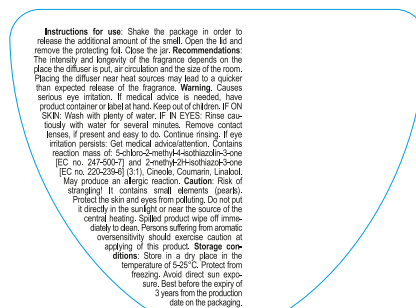 Instructions for use: Shake the package in order to
release the additional amount of the smell. Open the lid and
remove the protecting foil. Close the jar. Recommendations:
The intensity and longevity of the fragrance depends on the
place the diffuser is put, air circulation and the size of the room.
Placing the diffuser near heat sources may lead to a quicker
than expected release of the fragrance. Warning. Causes
serious eye irritation. If medical advice is needed, have
product container or label at hand. Keep out of children. IF ON
SKIN: Wash with plenty of water. IF IN EYES: Rinse cau-
tiously with water for several minutes. Remove contact
lenses, if present and easy to do. Continue rinsing. If eye
irritation persists: Get medical advice/attention. Contains
reaction mass of: 5-chloro-2-methyl-4-isothiazolin-3-one
[EC no. 247-500-7] and 2-methyl-2H-isothiazol-3-one
[EC no. 220-239-6] (3:1), Cineole, Coumarin, Linalool.
May produce an allergic reaction. Caution: Risk of
strangling! It contains small elements (pearls).
Protect the skin and eyes from polluting. Do not put
it directly in the sunlight or near the source of the
central heating. Spilled product wipe off imme-
diately to clean. Persons suffering from aromatic
oversensitivity should exercise caution at
applying of this product. Storage con-
ditions: Store in a dry place in the
temperature of 5-25°C. Protect from
freezing. Avoid direct sun expo-
sure. Best before the expiry of
3 years from the production
date on the packaging.